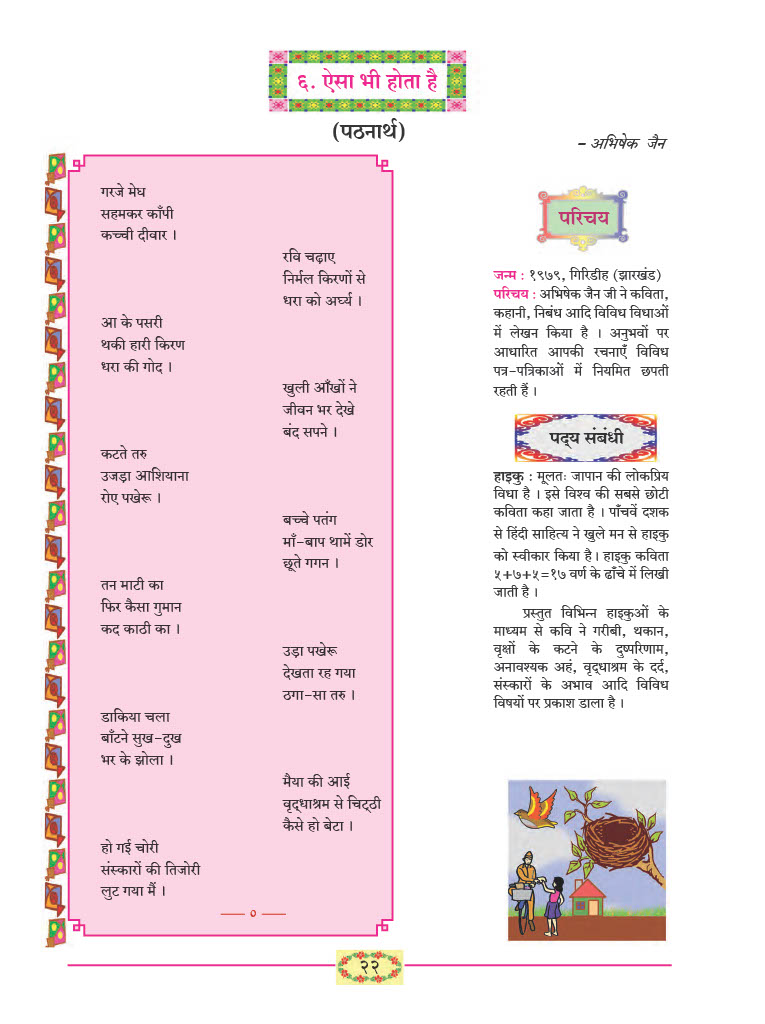 ६. ऐसा भी होता है
(पठनार्थ)
– अभिषेक जैन
गरजे मेघ
सहमकर काँपी
कच्ची दीवार ।
रवि चढ़ाए
निर्मल किरणों से
धरा को अर्घ्य ।
आ के पसरी
थकी हारी किरण
धरा की गोद ।
खुली आँखों ने
जीवन भर देखे
बंद सपने ।
कटते तरु
उजड़ा आशियाना
रोए पखेरू ।
बच्चे पतंग
माँ-बाप थामें डोर
छूते गगन ।
तन माटी का
फिर कैसा गुमान
कद काठी का ।
उड़ा पखेरू
देखता रह गया
ठगा-सा तरु ।
डाकिया चला
बाँटने सुख-दुख
भर के झोला ।
मैया की आई
वृद्धाश्रम से चिट्ठी
कैसे हो बेटा ।
हो गई चोरी
संस्कारों की तिजोरी
लुट गया मैं ।
— ० —
परिचय
जन्म : १९७९, गिरिडीह (झारखंड)
परिचय : अभिषेक जैन जी ने कविता,
कहानी, निबंध आदि विविध विधाओं
में लेखन किया है । अनुभवों पर
आधारित आपकी रचनाएँ विविध
पत्र-पत्रिकाओं में नियमित छपती
रहती हैं ।
पद्य संबंधी
हाइकु : मूलतः जापान की लोकप्रिय
विधा है । इसे विश्व की सबसे छोटी
कविता कहा जाता है । पाँचवें दशक
से हिंदी साहित्य ने खुले मन से हाइकु
को स्वीकार किया है । हाइकु कविता
५+७+५=१७ वर्ण के ढाँचे में लिखी
जाती है ।
प्रस्तुत विभिन्न हाइकुओं के
माध्यम से कवि ने गरीबी, थकान,
वृक्षों के कटने के दुष्परिणाम,
अनावश्यक अहं, वृद्धाश्रम के दर्द,
संस्कारों के अभाव आदि विविध
विषयों पर प्रकाश डाला है ।
२२